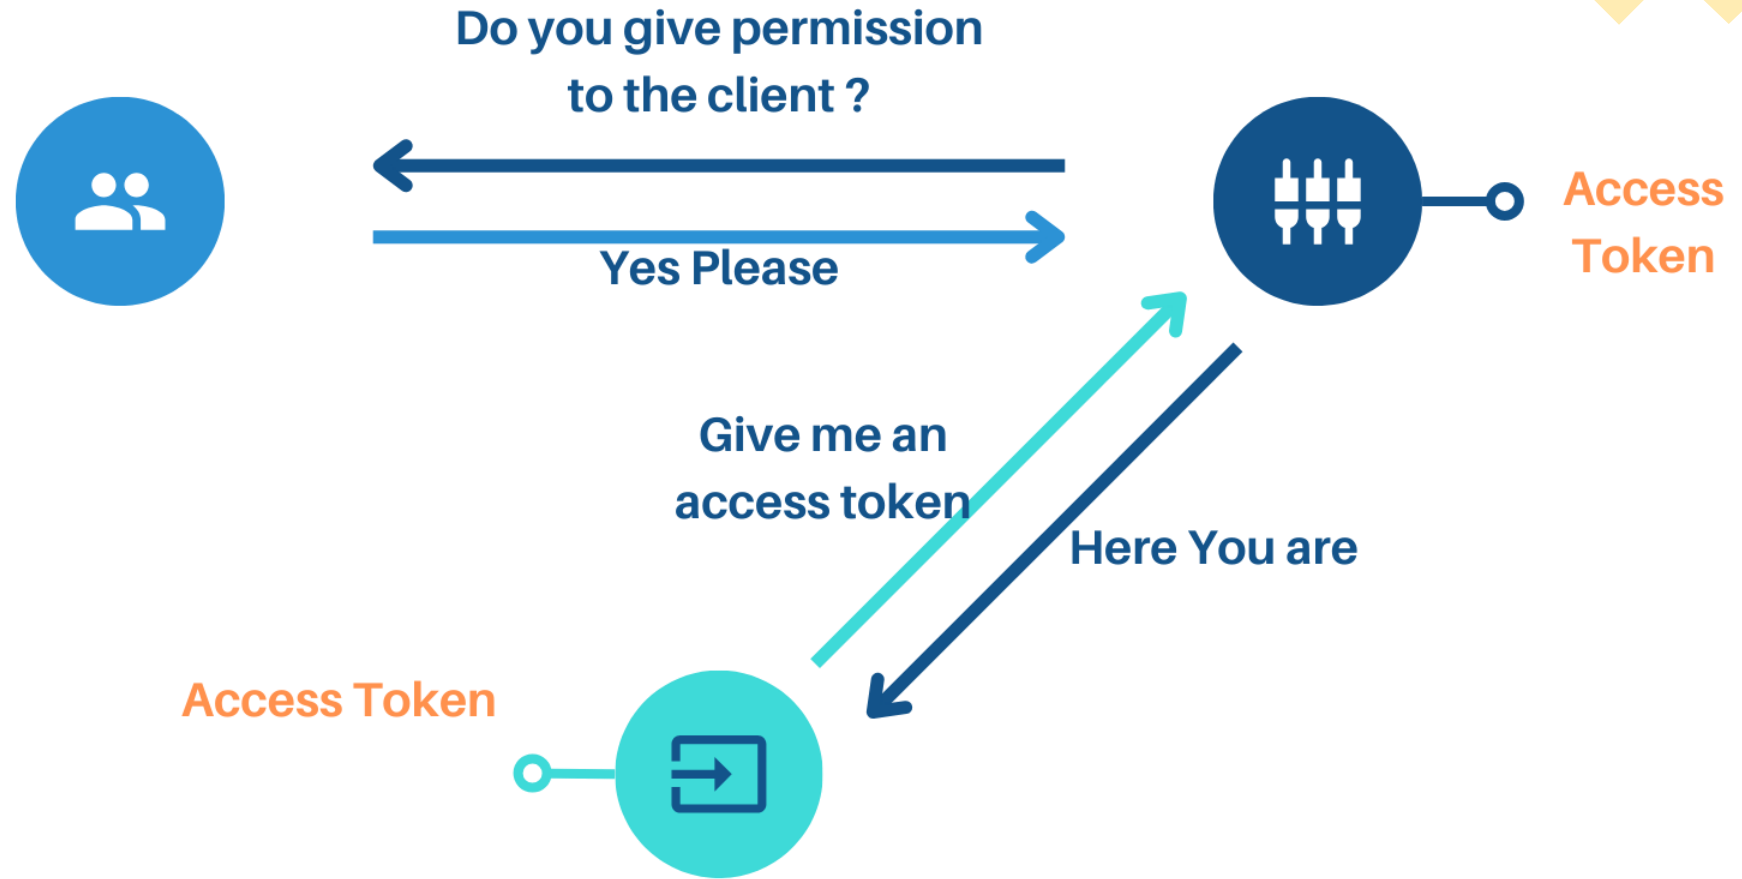 Do you give permission
to the client ?
Access
Token
Yes Please
Give me an
access token
Here You are
Access Token